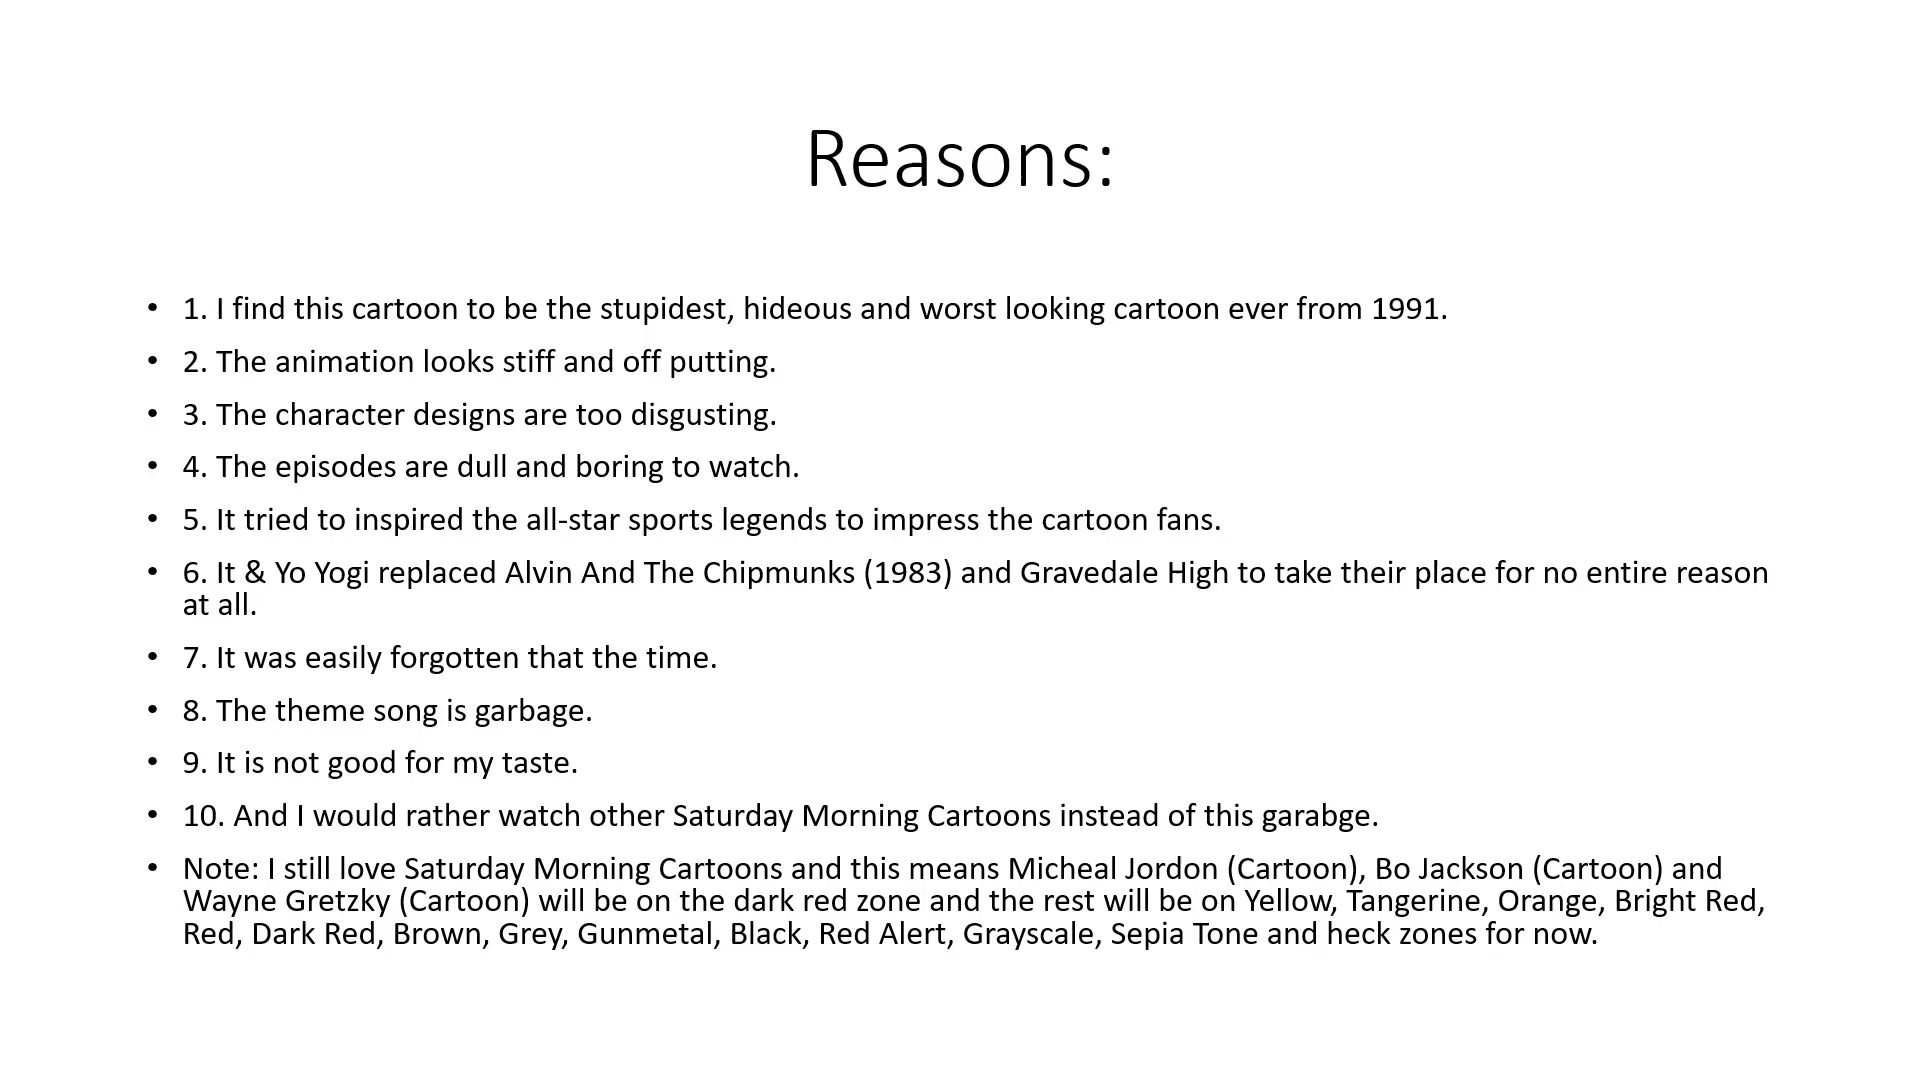 Reasons:
• 1. I find this cartoon to be the stupidest, hideous and worst looking cartoon ever from 1991.
• 2. The animation looks stiff and off putting.
• 3. The character designs are too disgusting.
• 4. The episodes are dull and boring to watch.
• 5. It tried to inspired the all-star sports legends to impress the cartoon fans.
• 6. It & Yo Yogi replaced Alvin And The Chipmunks (1983) and Gravedale High to take their place for no entire reason
at all.
• 7. It was easily forgotten that the time.
• 8. The theme song is garbage.
• 9. It is not good for my taste.
• 10. And I would rather watch other Saturday Morning Cartoons instead of this garabge.
• Note: I still love Saturday Morning Cartoons and this means Micheal Jordon (Cartoon), Bo Jackson (Cartoon) and
Wayne Gretzky (Cartoon) will be on the dark red zone and the rest will be on Yellow, Tangerine, Orange, Bright Red,
Red, Dark Red, Brown, Grey, Gunmetal, Black, Red Alert, Grayscale, Sepia Tone and heck zones for now.